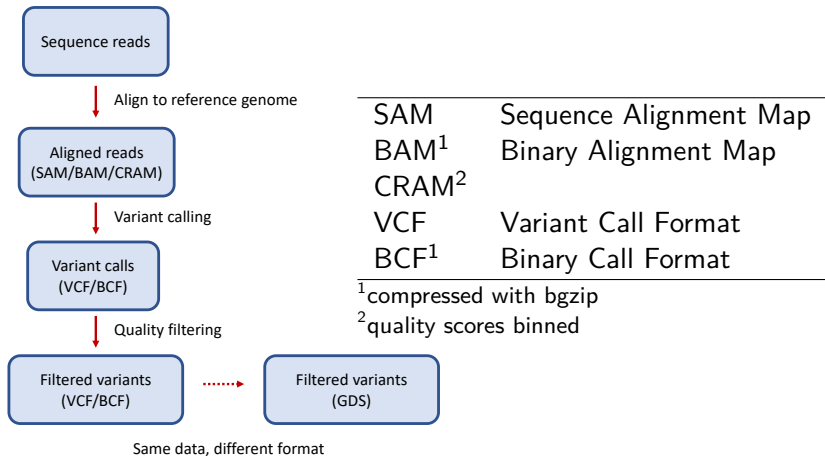 Sequence reads
Align to reference genome
Aligned reads
(SAM/BAM/CRAM)
Variant calling
Variant calls
(VCF/BCF)
Quality filtering
Filtered variants
(VCF/BCF)
Filtered variants
(GDS)
Same data, different format
SAM Sequence Alignment Map
BAM¹ Binary Alignment Map
CRAM²
VCF Variant Call Format
BCF¹ Binary Call Format
¹compressed with bgzip
²quality scores binned